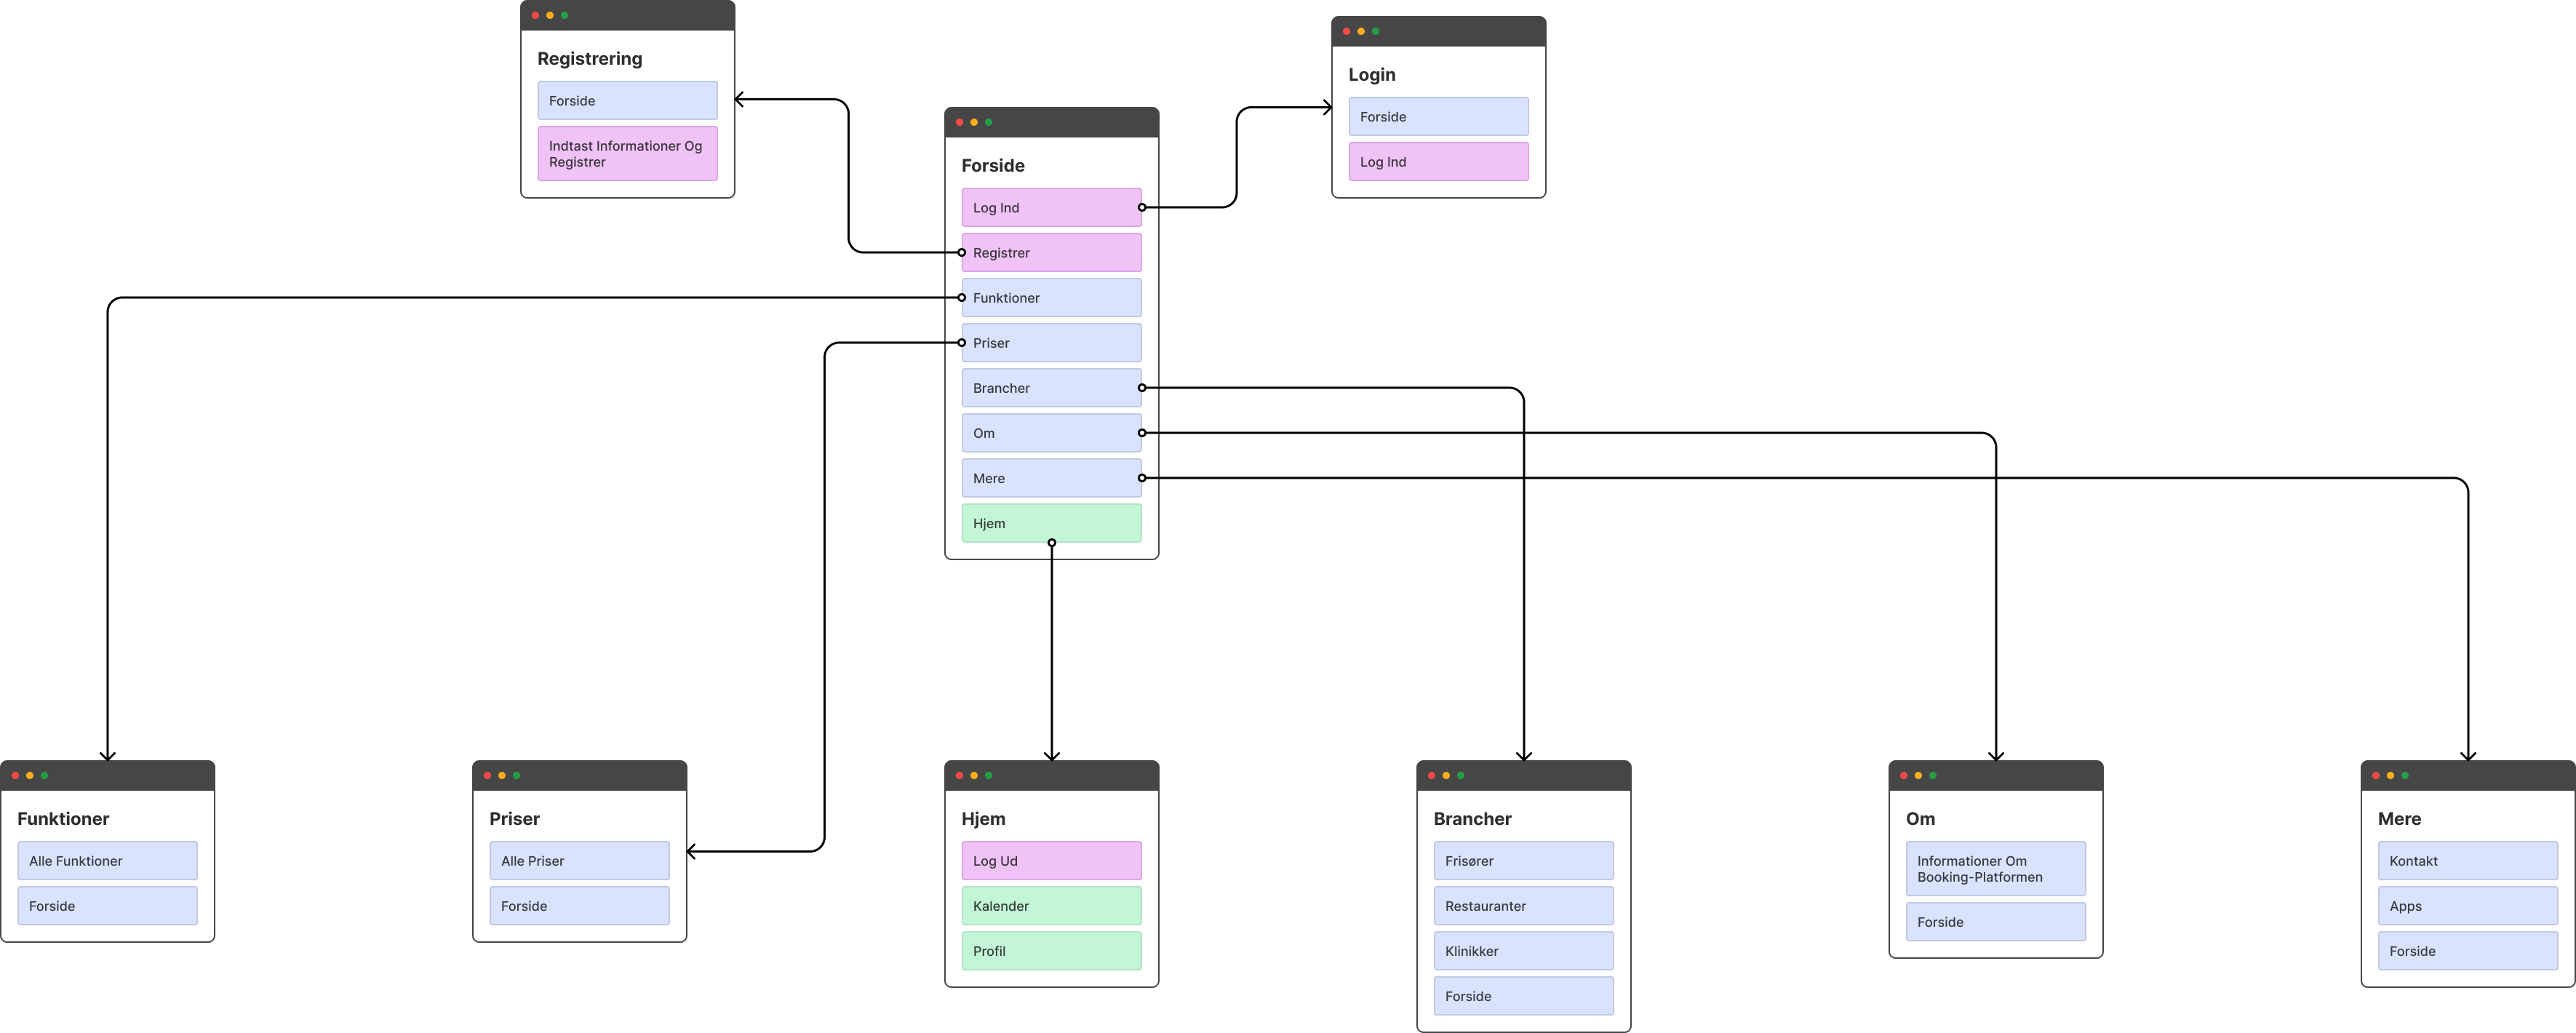 Registrering
Forside
Indtast Informationer Og
Registrer
Login
Forside
Log Ind
Forside
Log Ind
Registrer
Funktioner
Priser
Brancher
Om
Mere
Hjem
Funktioner
Alle Funktioner
Forside
Priser
Alle Priser
Forside
Hjem
Log Ud
Kalender
Profil
Brancher
Frisører
Restauranter
Klinikker
Forside
Om
Informationer Om
Booking-Platformen
Forside
Mere
Kontakt
Apps
Forside